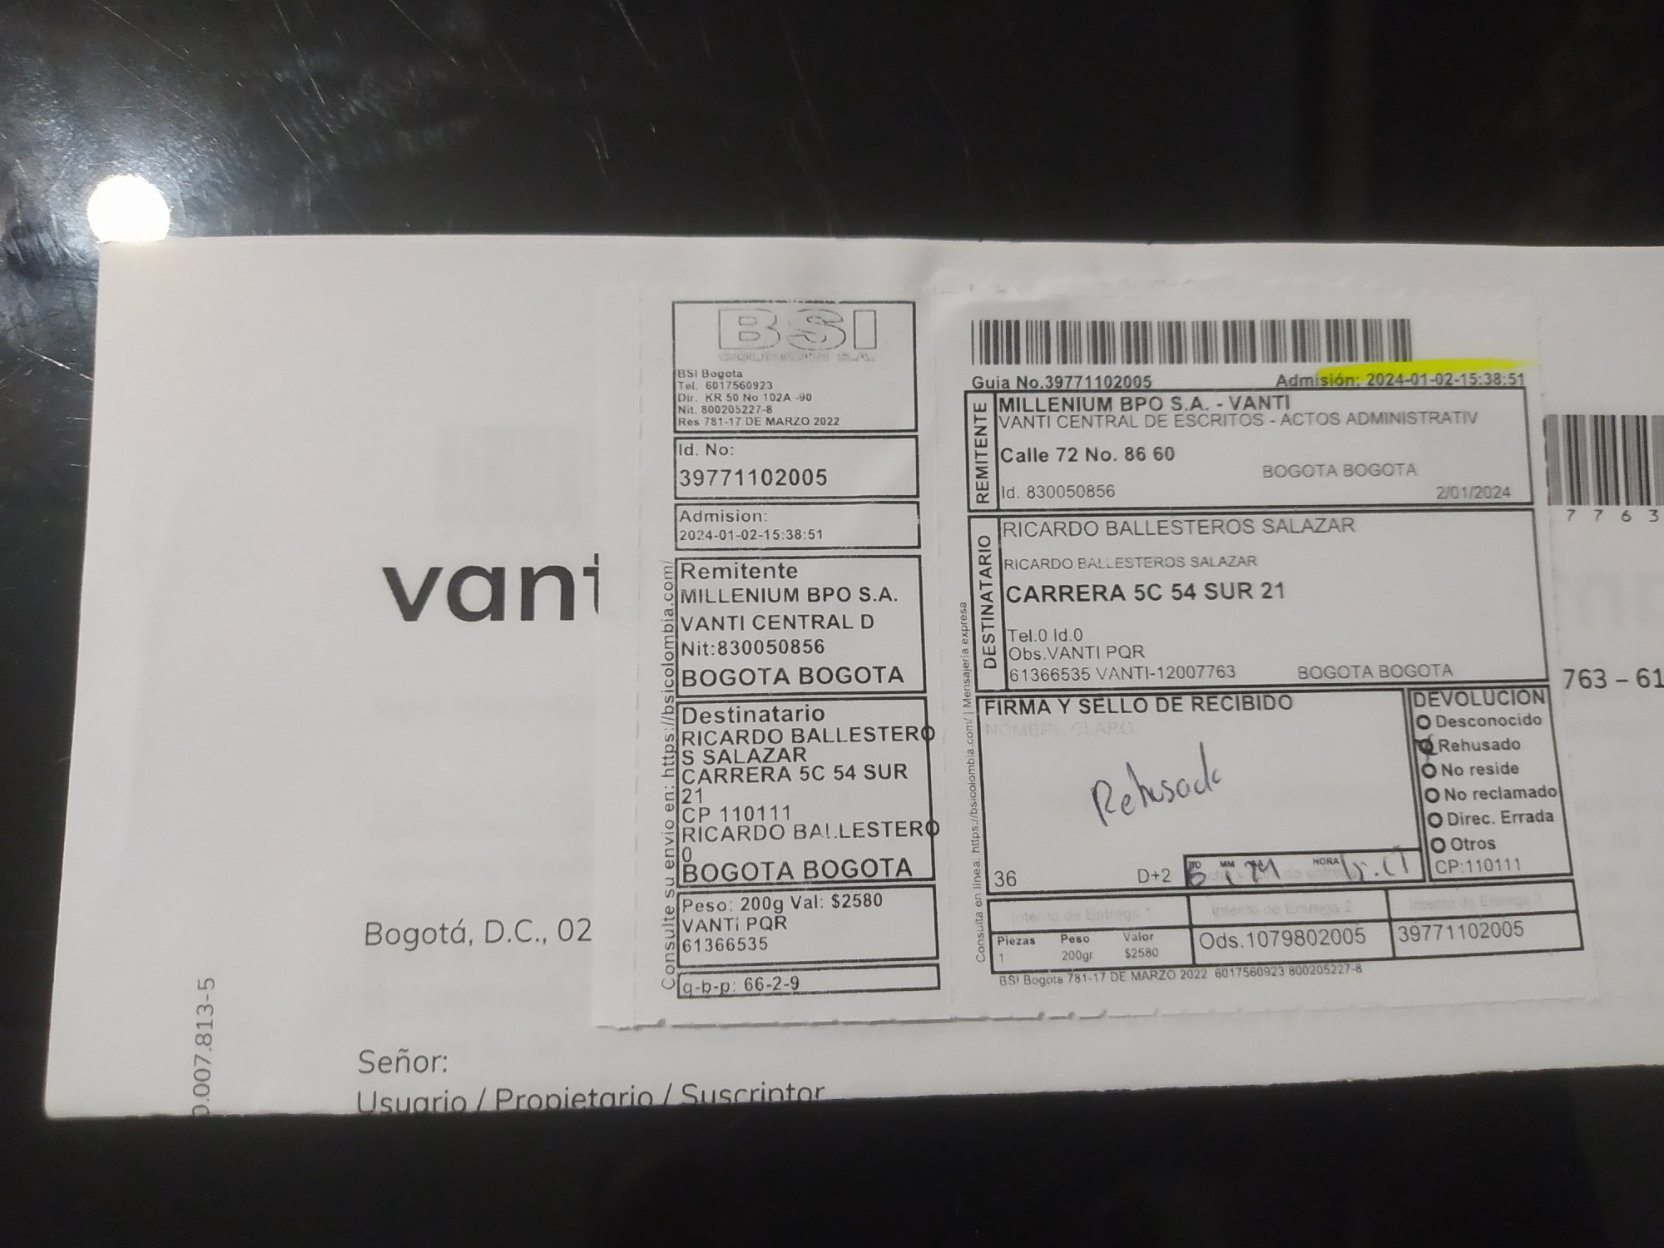 BSI
BSI Bogota
Tel. 6017560923
Dir. KR 50 No 102A -90
Nit. 800205227-8
Res 781-17 DE MARZO 2022
Id. No:
39771102005
Admision:
2024-01-02-15:38:51
Remitente
MILLENIUM BPO S.A.
VANTI CENTRAL D
Nit:830050856
BOGOTA BOGOTA
Destinatario
RICARDO BALLESTERO
S SALAZAR
CARRERA 5C 54 SUR
21
CP 110111
RICARDO BALLESTERO
0
BOGOTA BOGOTA
Peso: 200g Val: $2580
VANTI PQR
61366535
g-b-p: 66-2-9
Consulte su envio en: https://bsicolombia.com/
Guia No.39771102005 Admisión: 2024-01-02-15:38:51
REMITENTE
MILLENIUM BPO S.A. - VANTI
VANTI CENTRAL DE ESCRITOS - ACTOS ADMINISTRATIV
Calle 72 No. 86 60
BOGOTA BOGOTA
Id. 830050856 2/01/2024
DESTINATARIO
RICARDO BALLESTEROS SALAZAR
RICARDO BALLESTEROS SALAZAR
CARRERA 5C 54 SUR 21
Tel.0 Id.0
Obs.VANTI PQR
61366535 VANTI-12007763 BOGOTA BOGOTA
FIRMA Y SELLO DE RECIBIDO
NOMBRE CLARO
Rehusado
36 D+2
DD MM HORA
DEVOLUCIÓN
Desconocido
Rehusado
No reside
No reclamado
Direc. Errada
Otros
CP:110111
Intento de Entrega 1 Intento de Entrega 2 Intento de Entrega 3
Piezas Peso Valor
1 200gr $2580
Ods.1079802005 39771102005
BSI Bogota 781-17 DE MARZO 2022 6017560923 800205227-8
Consulta en línea: https://bsicolombia.com/ | Mensajería expresa
7 7 6 3
763 – 61
vant
Bogotá, D.C., 02
Señor:
Usuario / Propietario / Suscriptor
0.007.813-5